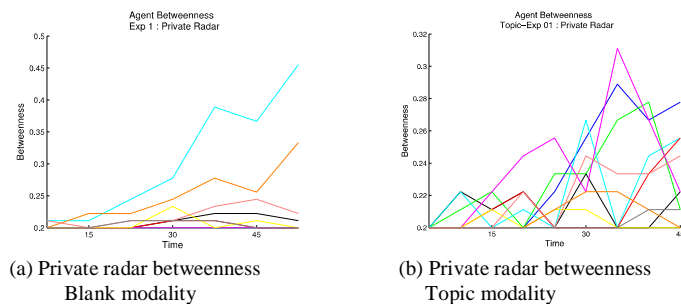 Agent Betweenness
Exp 1 : Private Radar
0.5
0.45
0.4
0.35
0.3
0.25
0.2
Betweenness
15
30
45
Time
(a) Private radar betweenness
Blank modality
Agent Betweenness
Topic-Exp 01 : Private Radar
0.32
0.3
0.28
0.26
0.24
0.22
0.2
Betweenness
15
30
Time
(b) Private radar betweenness
Topic modality